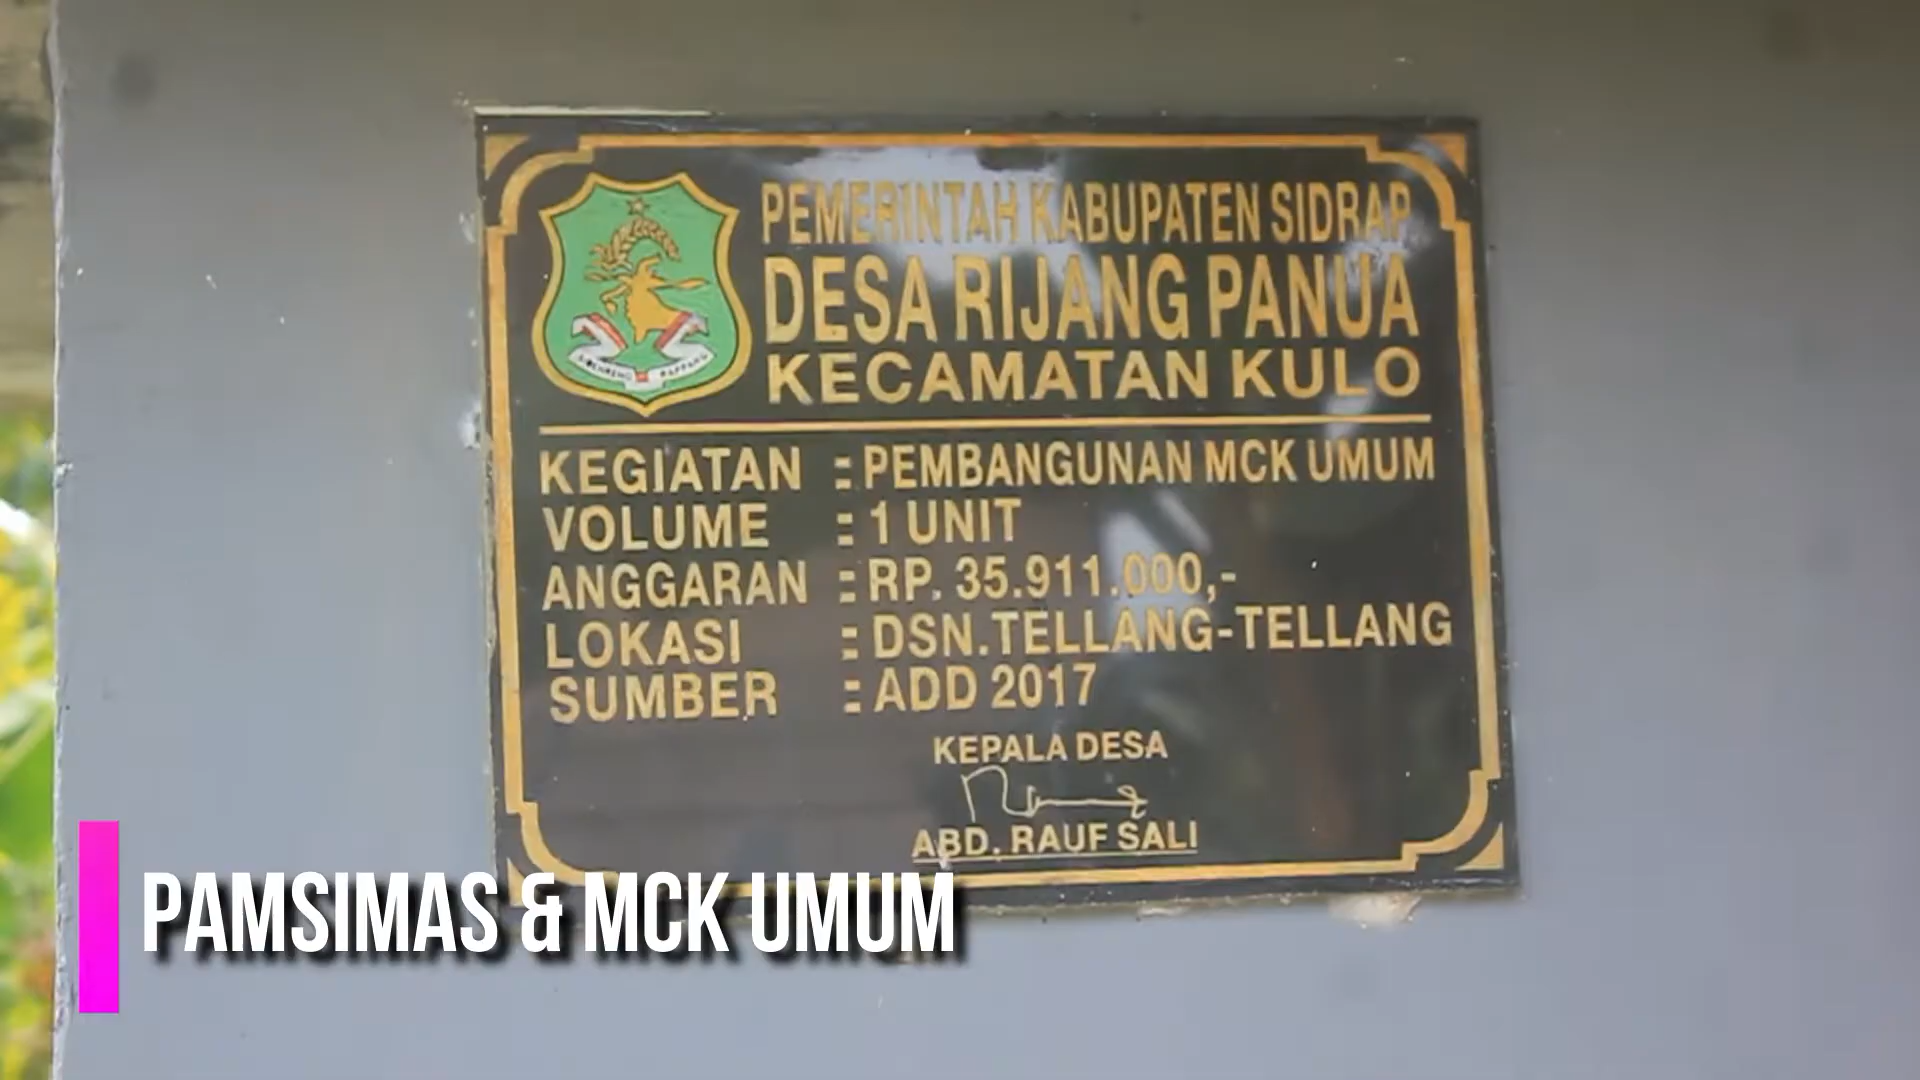 PEMERINTAH KABUPATEN SIDRAP
DESA RIJANG PANUA
KECAMATAN KULO
KEGIATAN : PEMBANGUNAN MCK UMUM
VOLUME : 1 UNIT
ANGGARAN : RP. 35.911.000,-
LOKASI : DSN.TELLANG-TELLANG
SUMBER : ADD 2017
KEPALA DESA
ABD. RAUF SALI
PAMSIMAS & MCK UMUM